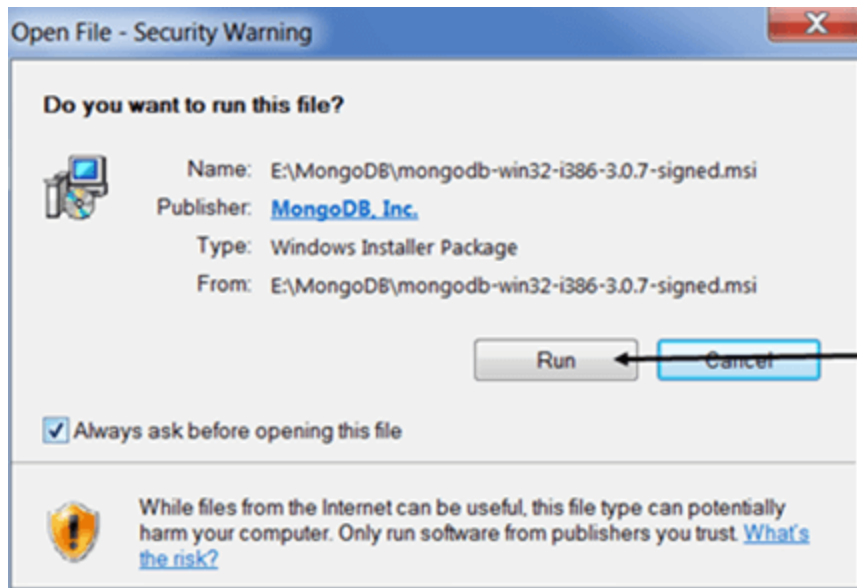 Open File - Security Warning
Do you want to run this file?
Name: E:\MongoDB\mongodb-win32-i386-3.0.7-signed.msi
Publisher: MongoDB, Inc.
Type: Windows Installer Package
From: E:\MongoDB\mongodb-win32-i386-3.0.7-signed.msi
Run Cancel
Always ask before opening this file
While files from the Internet can be useful, this file type can potentially
harm your computer. Only run software from publishers you trust. What's
the risk?